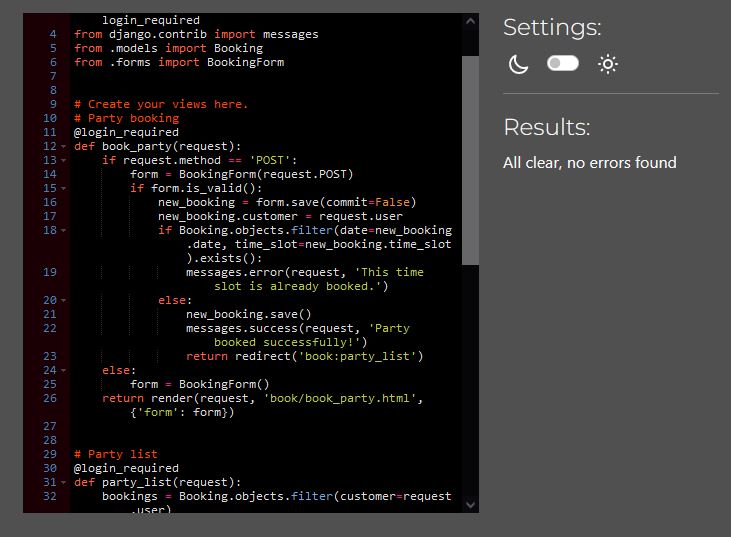 login_required
4 from django.contrib import messages
5 from .models import Booking
6 from .forms import BookingForm
7
8
9 # Create your views here.
10 # Party booking
11 @login_required
12 def book_party(request):
13 if request.method == 'POST':
14 form = BookingForm(request.POST)
15 if form.is_valid():
16 new_booking = form.save(commit=False)
17 new_booking.customer = request.user
18 if Booking.objects.filter(date=new_booking
.date, time_slot=new_booking.time_slot
).exists():
19 messages.error(request, 'This time
slot is already booked.')
20 else:
21 new_booking.save()
22 messages.success(request, 'Party
booked successfully!')
23 return redirect('book:party_list')
24 else:
25 form = BookingForm()
26 return render(request, 'book/book_party.html',
{'form': form})
27
28
29 # Party list
30 @login_required
31 def party_list(request):
32 bookings = Booking.objects.filter(customer=request
.user)
Settings:
Results:
All clear, no errors found